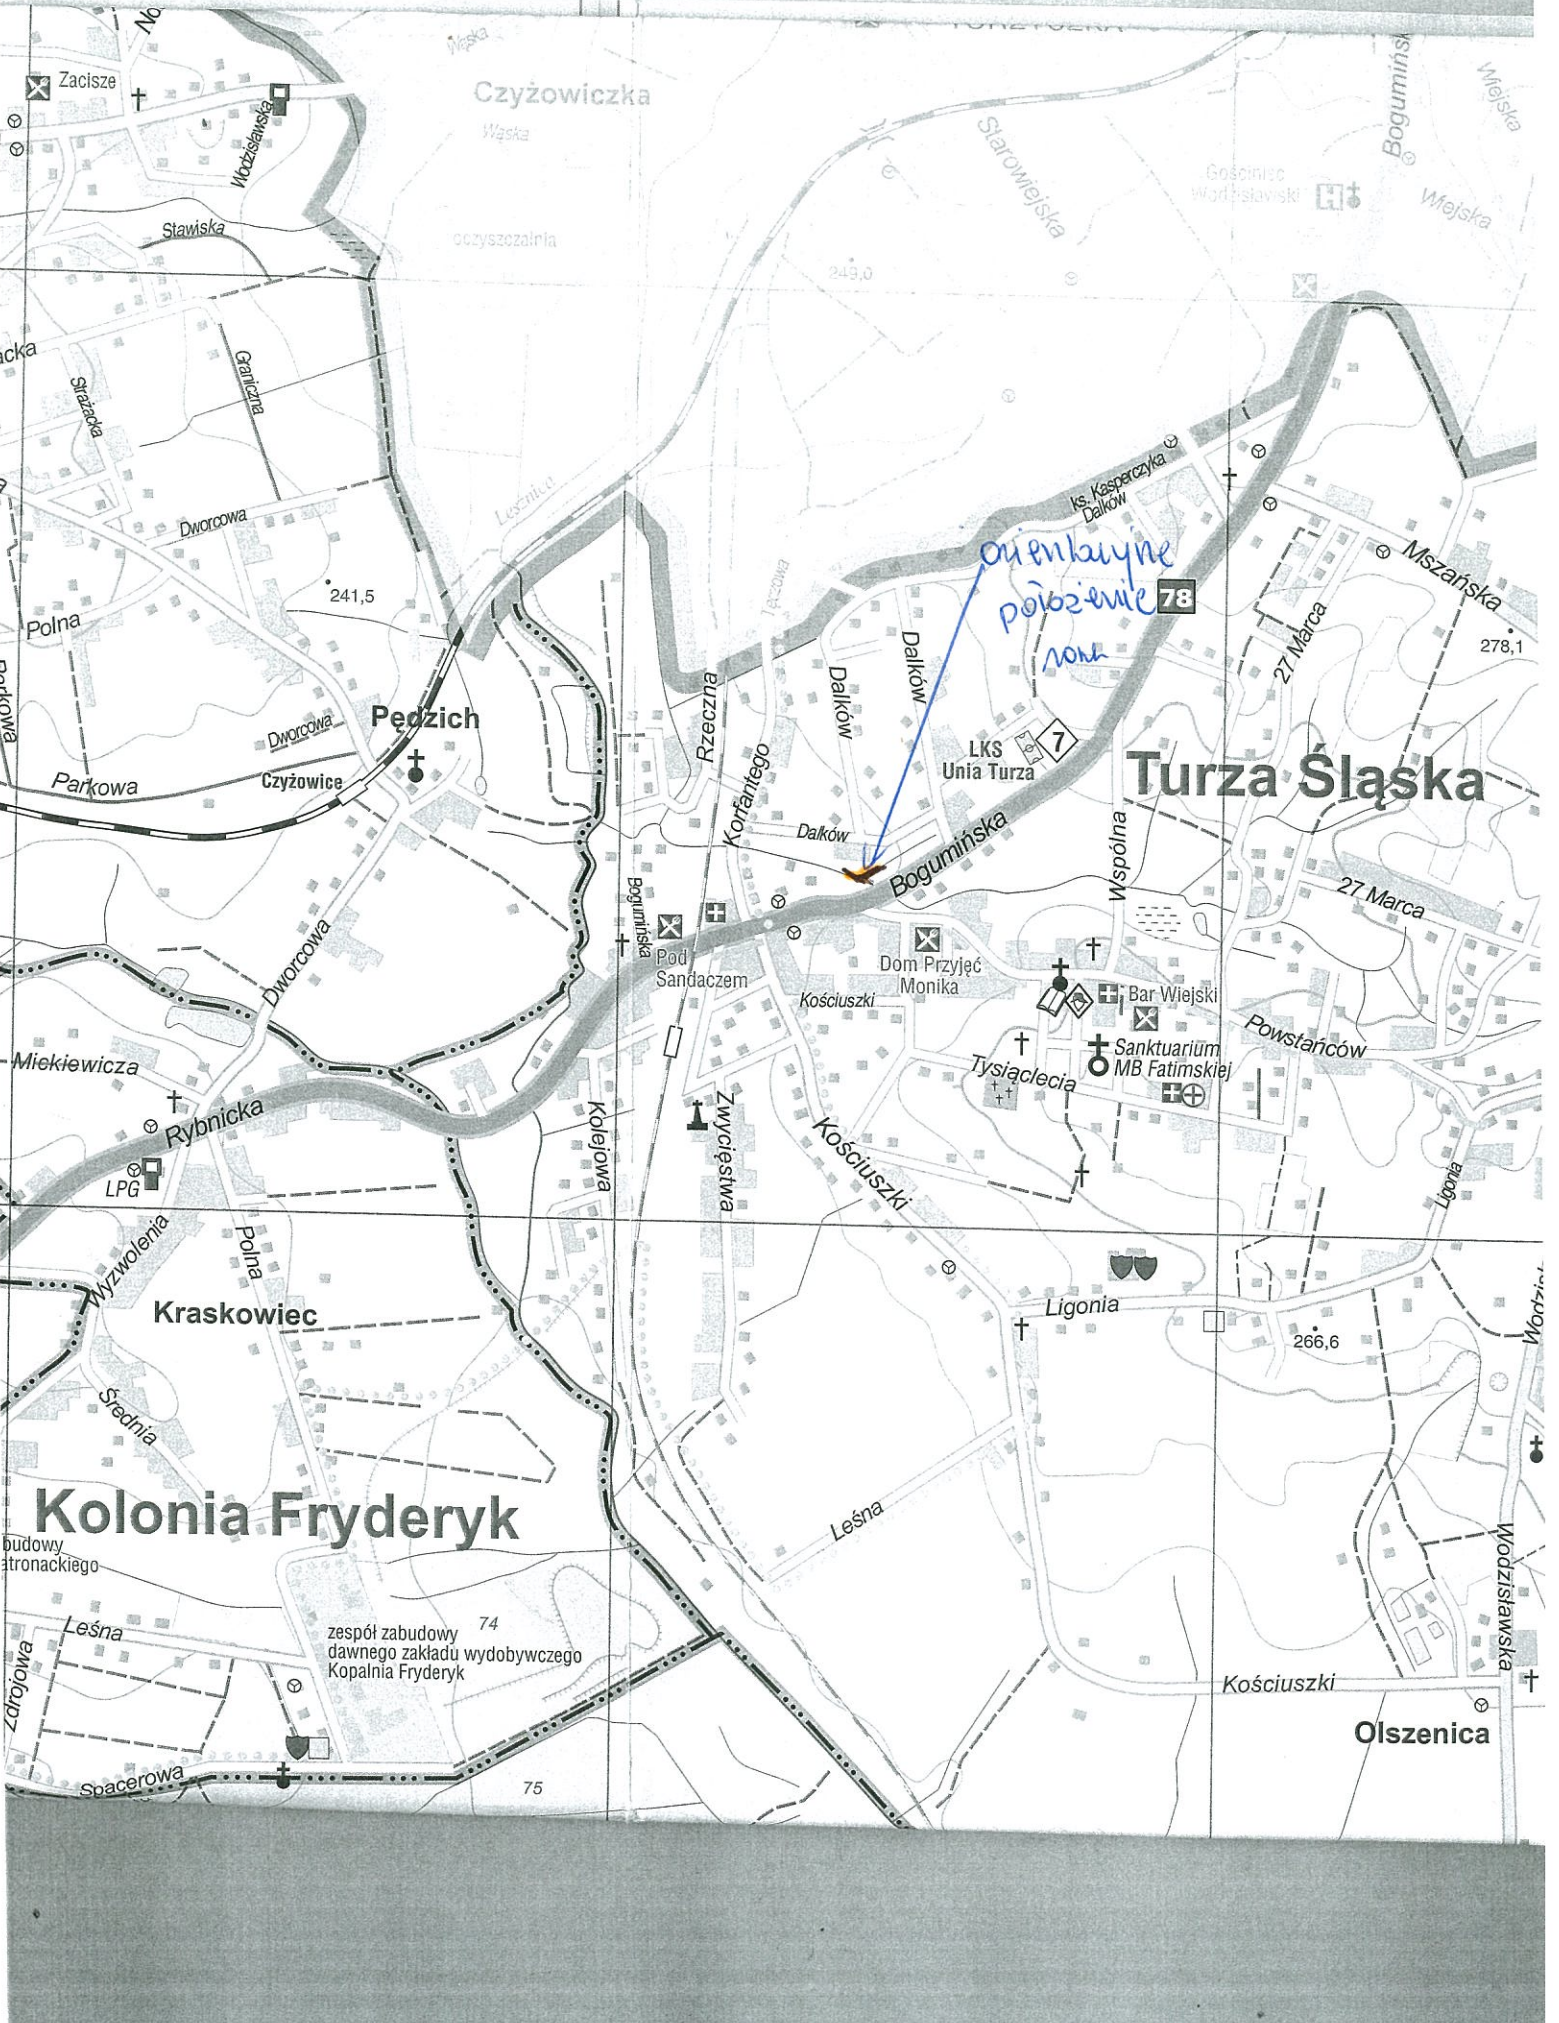 Wąska
Zacisze
Czyżowiczka
Wąska
Wodzisławska
Starowiejska
Wiejska
Gościniec
Wodzisławski
H
Wiejska
Stawiska
oczyszczalnia
249,0
Graniczna
Strażacka
ks. Kasperczyka
Dalków
Leśnica
Dworcowa
orientacyjne
położenie
78
Mszańska
241,5
Polna
27 Marca
278,1
Parkowa
Rzeczna
Dalków
Dalków
Pędzich
Dworcowa
LKS
Unia Turza
7
Turza Śląska
Parkowa
Czyżowice
Korfantego
Dalków
Bogumińska
Wspólna
27 Marca
Bogumińska
Dworcowa
Pod
Sandaczem
Dom Przyjęć
Monika
Kościuszki
Bar Wiejski
Powstańców
Mickiewicza
Tysiąclecia
Sanktuarium
MB Fatimskiej
Rybnicka
Kolejowa
Zwycięstwa
Kościuszki
LPG
Ligonia
Wyzwolenia
Polna
Kraskowiec
Ligonia
266,6
Średnia
Kolonia Fryderyk
Leśna
Wodzisławska
Leśna
zespół zabudowy
dawnego zakładu wydobywczego
Kopalnia Fryderyk
74
Zdrojowa
Kościuszki
Olszenica
Spacerowa
75